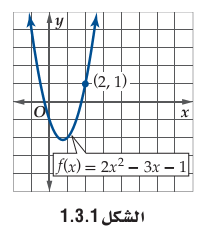 y
(2, 1)
O
x
f(x) = 2x² − 3x − 1
الشكل 1.3.1